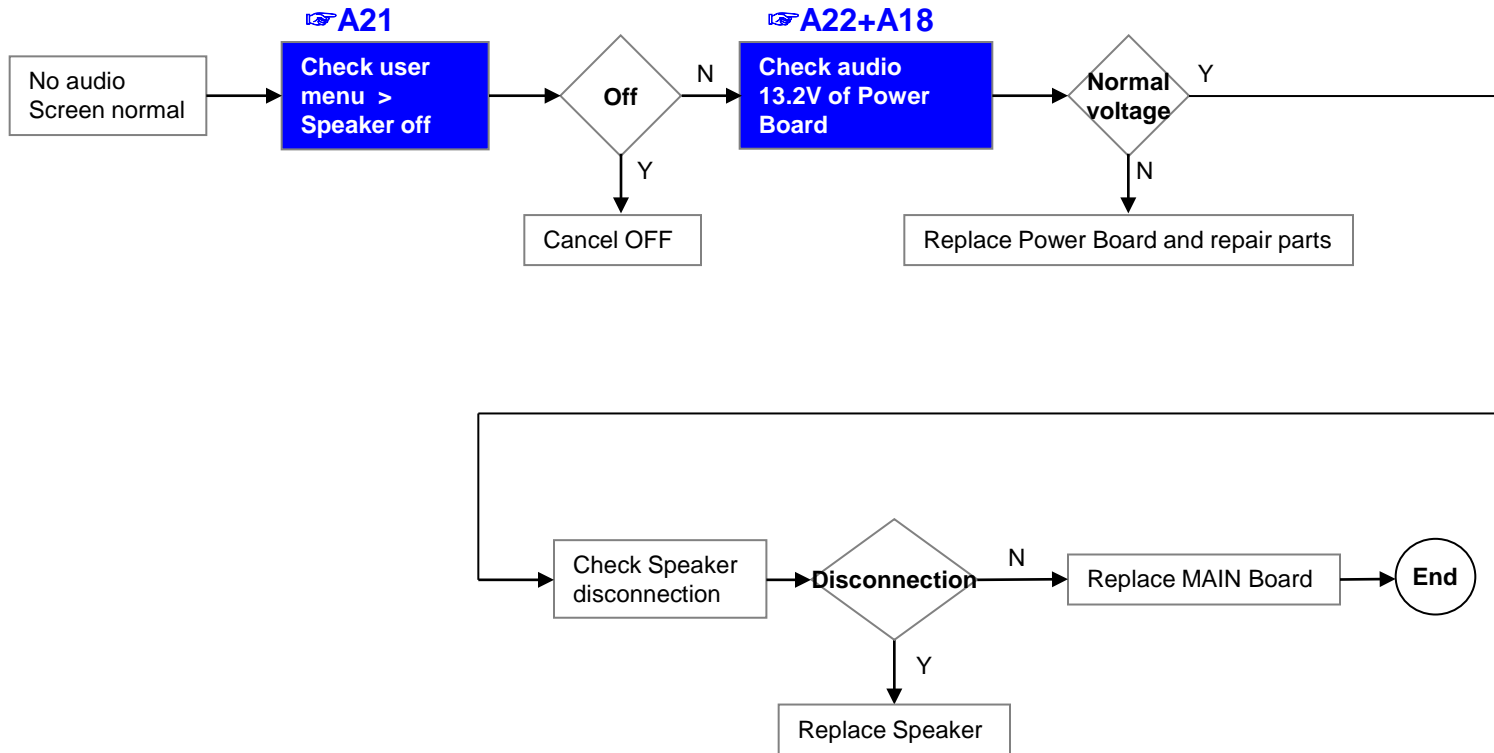 ☞A21
☞A22+A18
No audio
Screen normal
Check user
menu >
Speaker off
Off
N
Check audio
13.2V of Power
Board
Normal
voltage
Y
Y
N
Cancel OFF
Replace Power Board and repair parts
Check Speaker
disconnection
Disconnection
N
Replace MAIN Board
End
Y
Replace Speaker